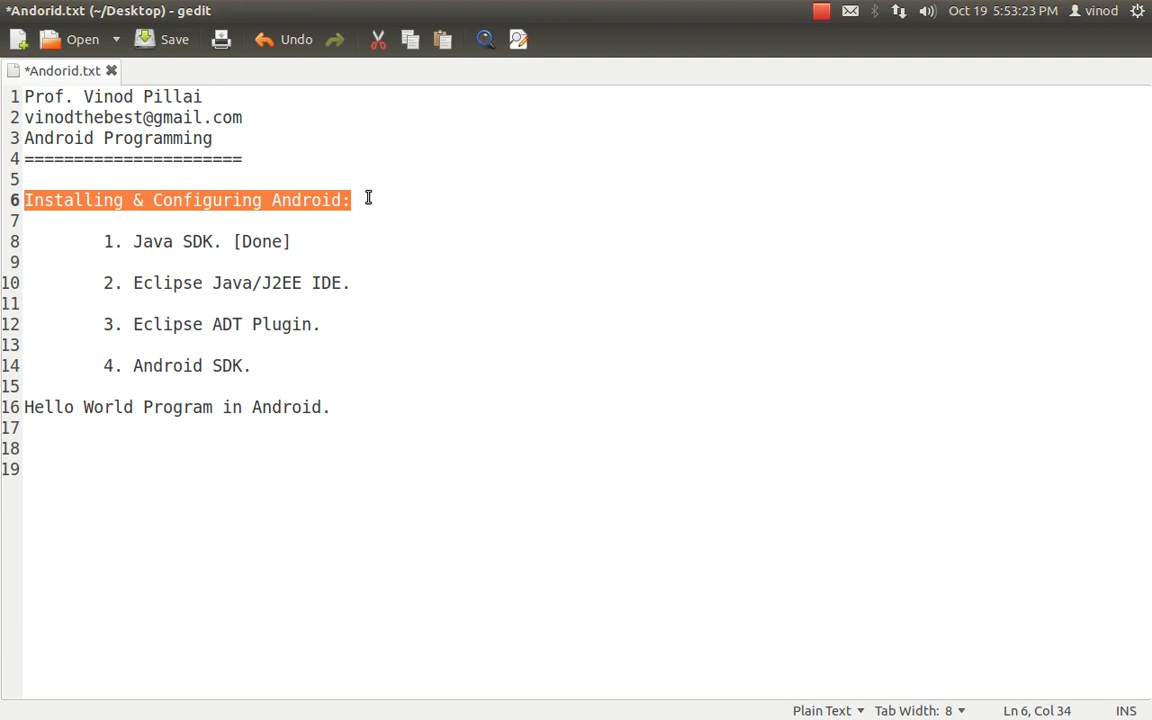 *Andorid.txt (~/Desktop) - gedit
Oct 19 5:53:23 PM
vinod
Open
Save
Undo
*Andorid.txt
1 Prof. Vinod Pillai
2 vinodthebest@gmail.com
3 Android Programming
4 ======================
5
6 Installing & Configuring Android:
7
8 1. Java SDK. [Done]
9
10 2. Eclipse Java/J2EE IDE.
11
12 3. Eclipse ADT Plugin.
13
14 4. Android SDK.
15
16 Hello World Program in Android.
17
18
19
Plain Text
Tab Width: 8
Ln 6, Col 34
INS